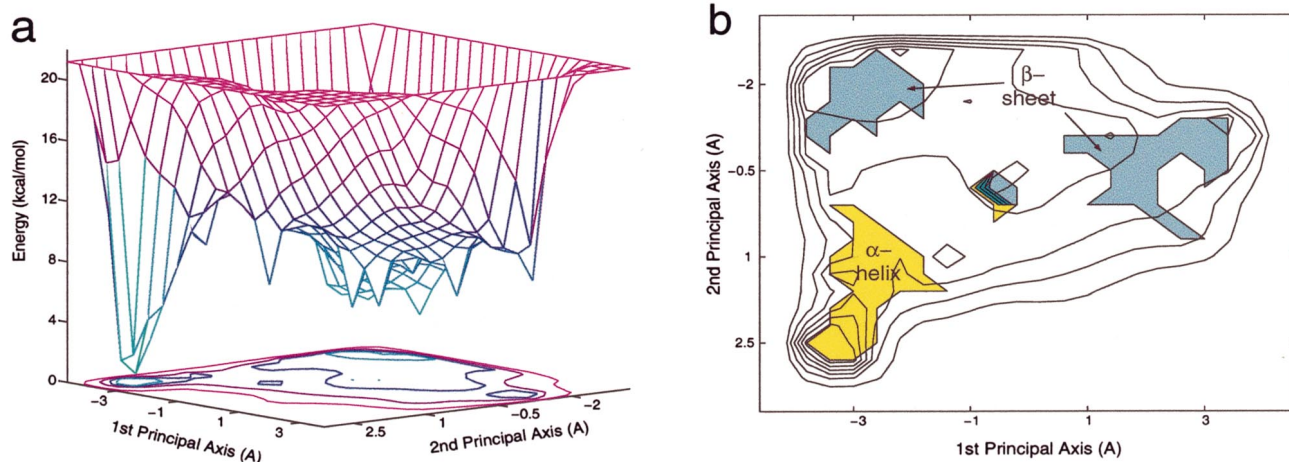 a
Energy (kcal/mol)
20
16
12
8
4
0
−3
−1
1
3
1st Principal Axis (A)
2.5
1
−0.5
−2
2nd Principal Axis (A)
b
2nd Principal Axis (A)
−2
−0.5
1
2.5
β–
sheet
α–
helix
−3
−1
1
3
1st Principal Axis (A)